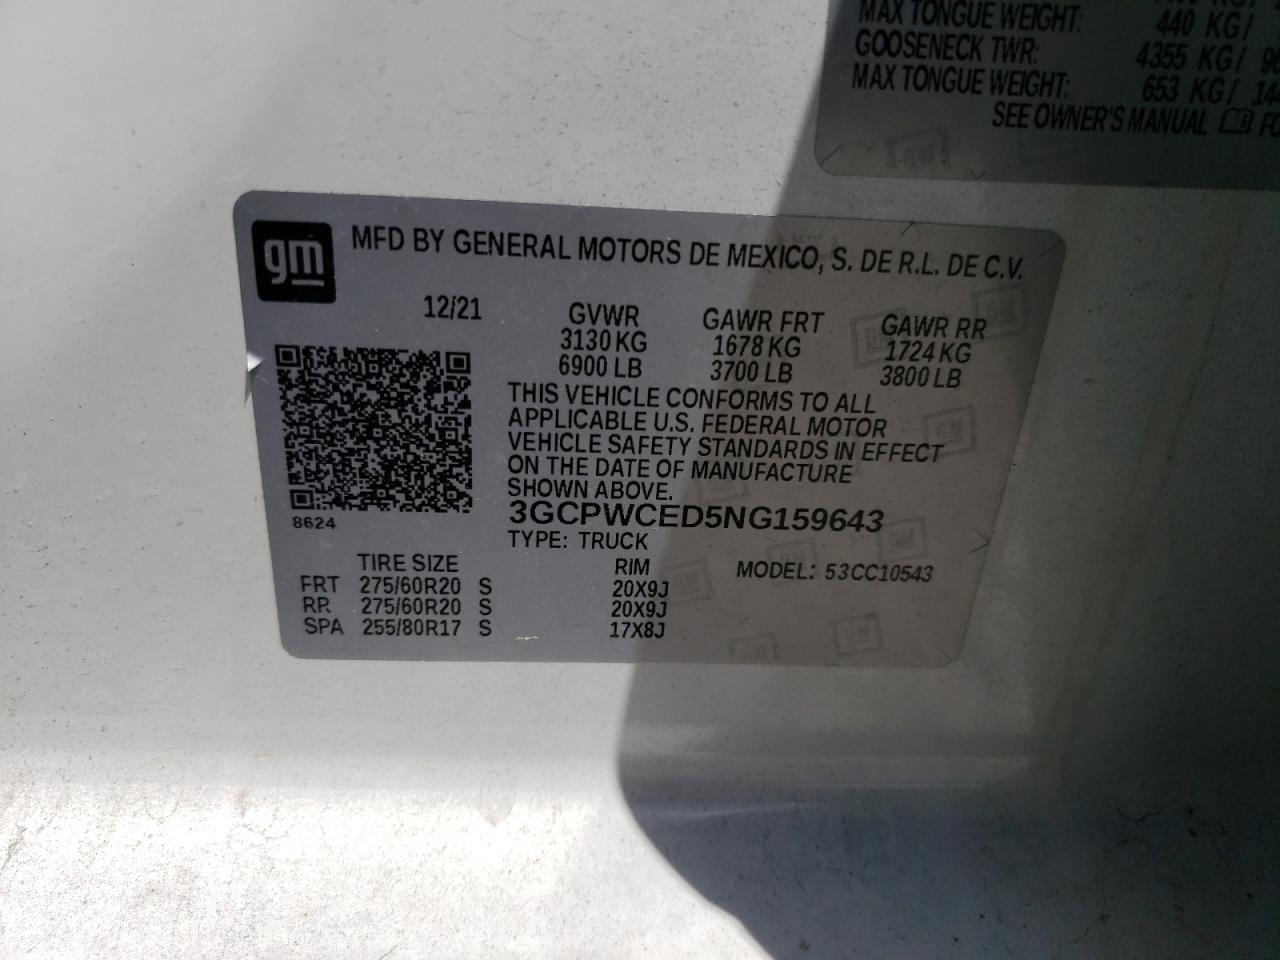 MAX TONGUE WEIGHT: 440 KG/
GOOSENECK TWR: 4355 KG/
MAX TONGUE WEIGHT: 653 KG/
SEE OWNER'S MANUAL
gm
MFD BY GENERAL MOTORS DE MEXICO, S. DE R.L. DE C.V.
12/21 GVWR GAWR FRT GAWR RR
3130 KG 1678 KG 1724 KG
6900 LB 3700 LB 3800 LB
THIS VEHICLE CONFORMS TO ALL
APPLICABLE U.S. FEDERAL MOTOR
VEHICLE SAFETY STANDARDS IN EFFECT
ON THE DATE OF MANUFACTURE
SHOWN ABOVE.
8624
3GCPWCED5NG159643
TYPE: TRUCK
TIRE SIZE RIM MODEL: 53CC10543
FRT 275/60R20 S 20X9J
RR 275/60R20 S 20X9J
SPA 255/80R17 S 17X8J